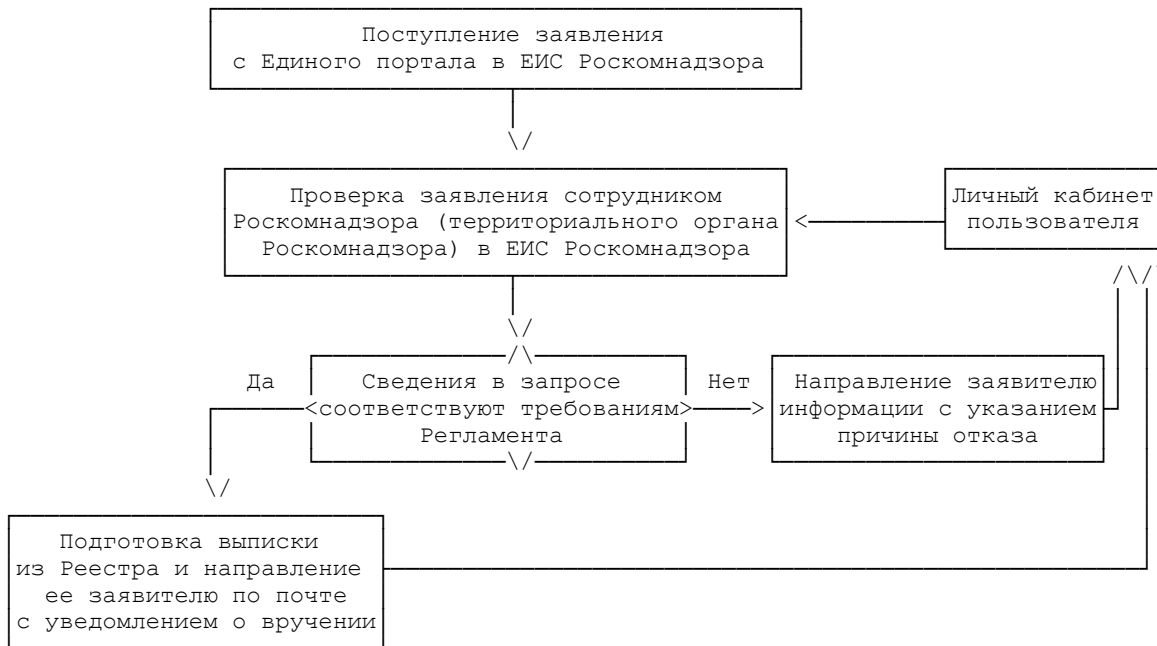 Поступление заявления
с Единого портала в ЕИС Роскомнадзора
Проверка заявления сотрудником
Роскомнадзора (территориального органа
Роскомнадзора) в ЕИС Роскомнадзора
Личный кабинет
пользователя
Да
Сведения в запросе
соответствуют требованиям
Регламента
Нет
Направление заявителю
информации с указанием
причины отказа
Подготовка выписки
из Реестра и направление
ее заявителю по почте
с уведомлением о вручении